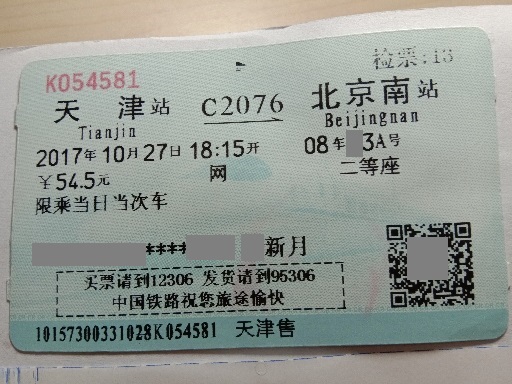 检票:13
K054581
天津站 C2076 北京南站
Tianjin Beijingnan
2017年10月27日 18:15开 08车 3A号
¥54.5元 网 二等座
限乘当日当次车
**** 新月
买票请到12306 发货请到95306
中国铁路祝您旅途愉快
10157300331028K054581 天津售